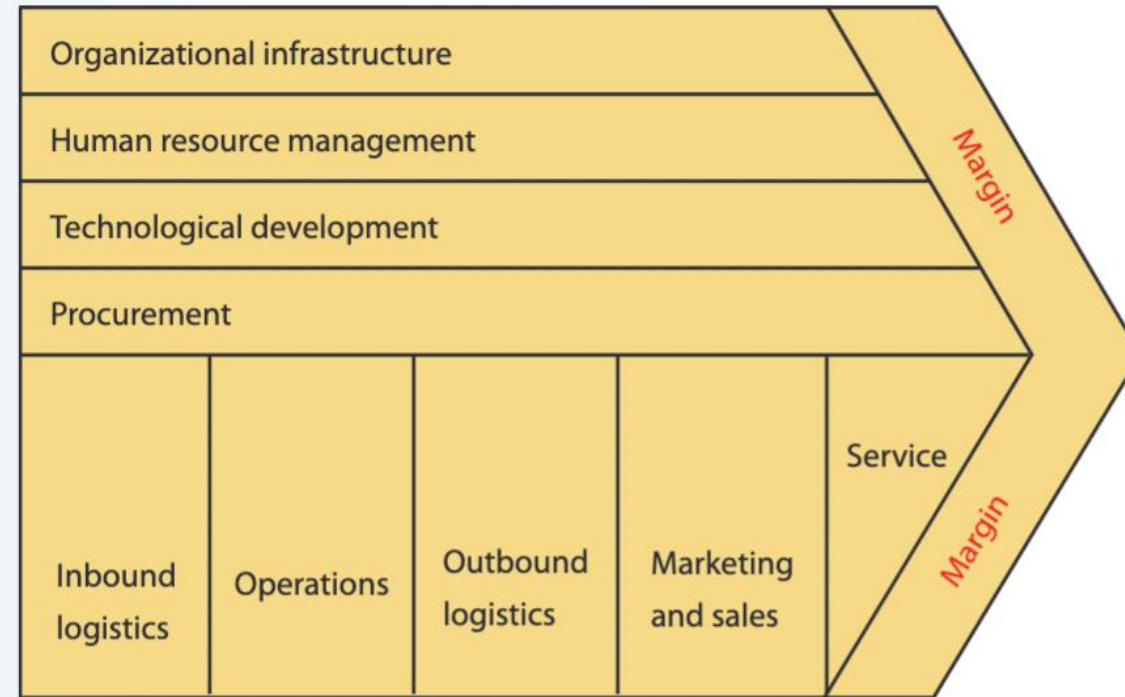 Organizational infrastructure
Human resource management
Technological development
Procurement
Margin
Inbound
logistics
Operations
Outbound
logistics
Marketing
and sales
Service
Margin